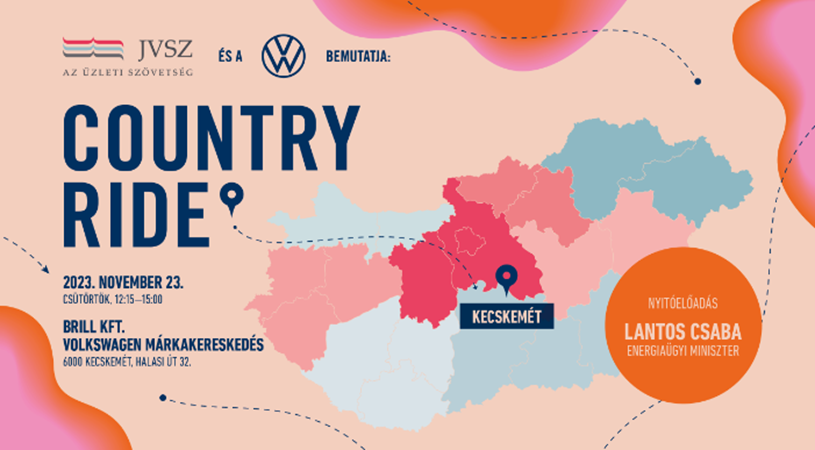 JVSZ
AZ ÜZLETI SZÖVETSÉG
ÉS A
VW
BEMUTATJA:
COUNTRY
RIDE
2023. NOVEMBER 23.
CSÜTÖRTÖK, 12:15–15:00
BRILL KFT.
VOLKSWAGEN MÁRKAKERESKEDÉS
6000 KECSKEMÉT, HALASI ÚT 32.
KECSKEMÉT
NYITÓELŐADÁS
LANTOS CSABA
ENERGIAÜGYI MINISZTER